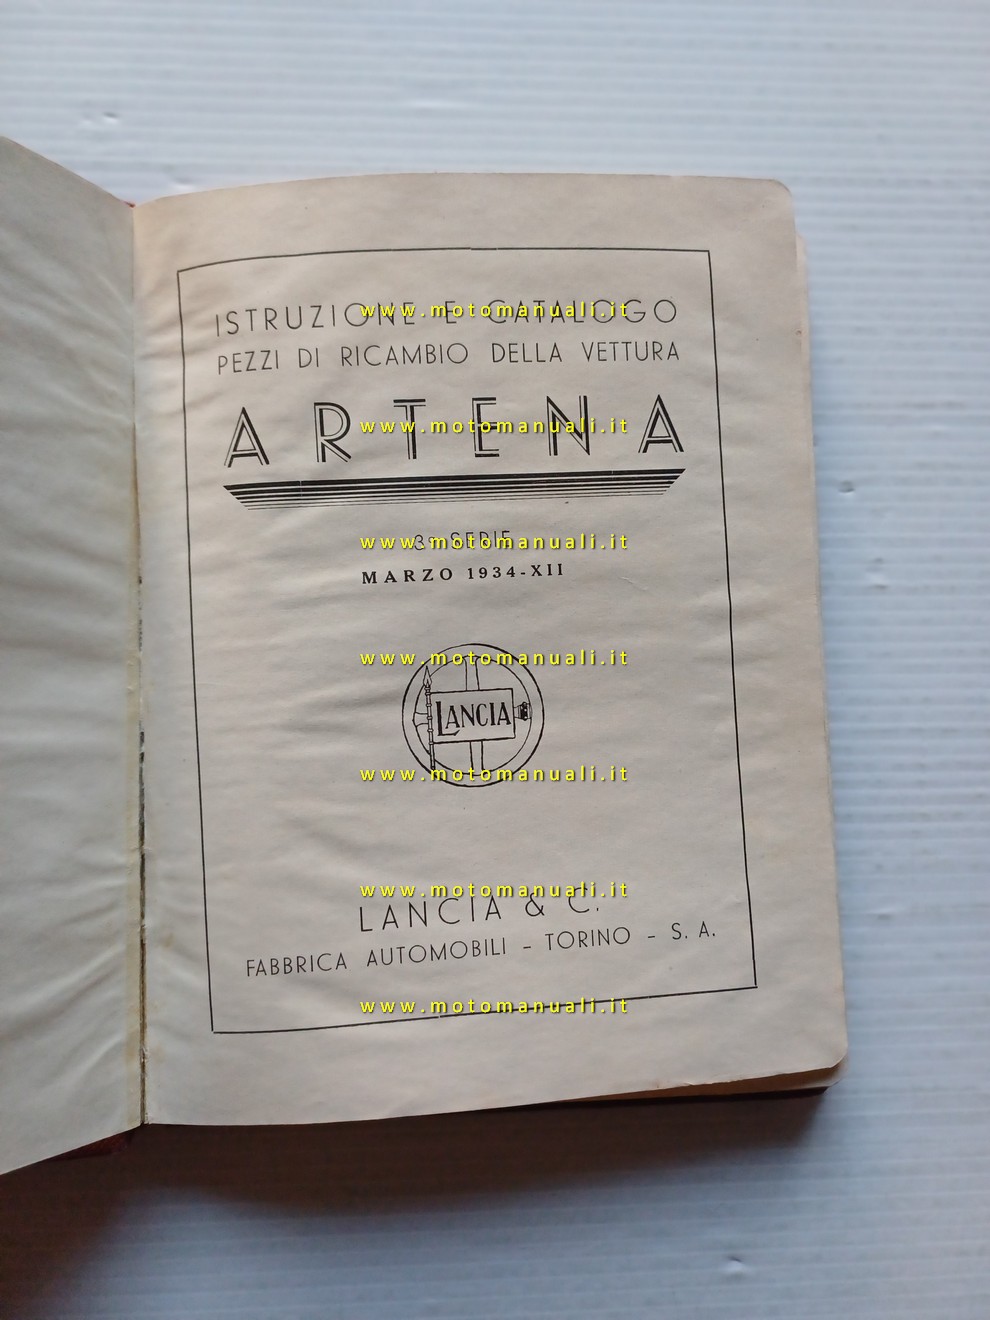 ISTRUZIONE E CATALOGO
www.motomanuali.it
PEZZI DI RICAMBIO DELLA VETTURA
ARTENA
www.motomanuali.it
3a SERIE
www.motomanuali.it
MARZO 1934-XII
www.motomanuali.it
LANCIA
www.motomanuali.it
www.motomanuali.it
LANCIA & C.
FABBRICA AUTOMOBILI - TORINO - S. A.
www.motomanuali.it